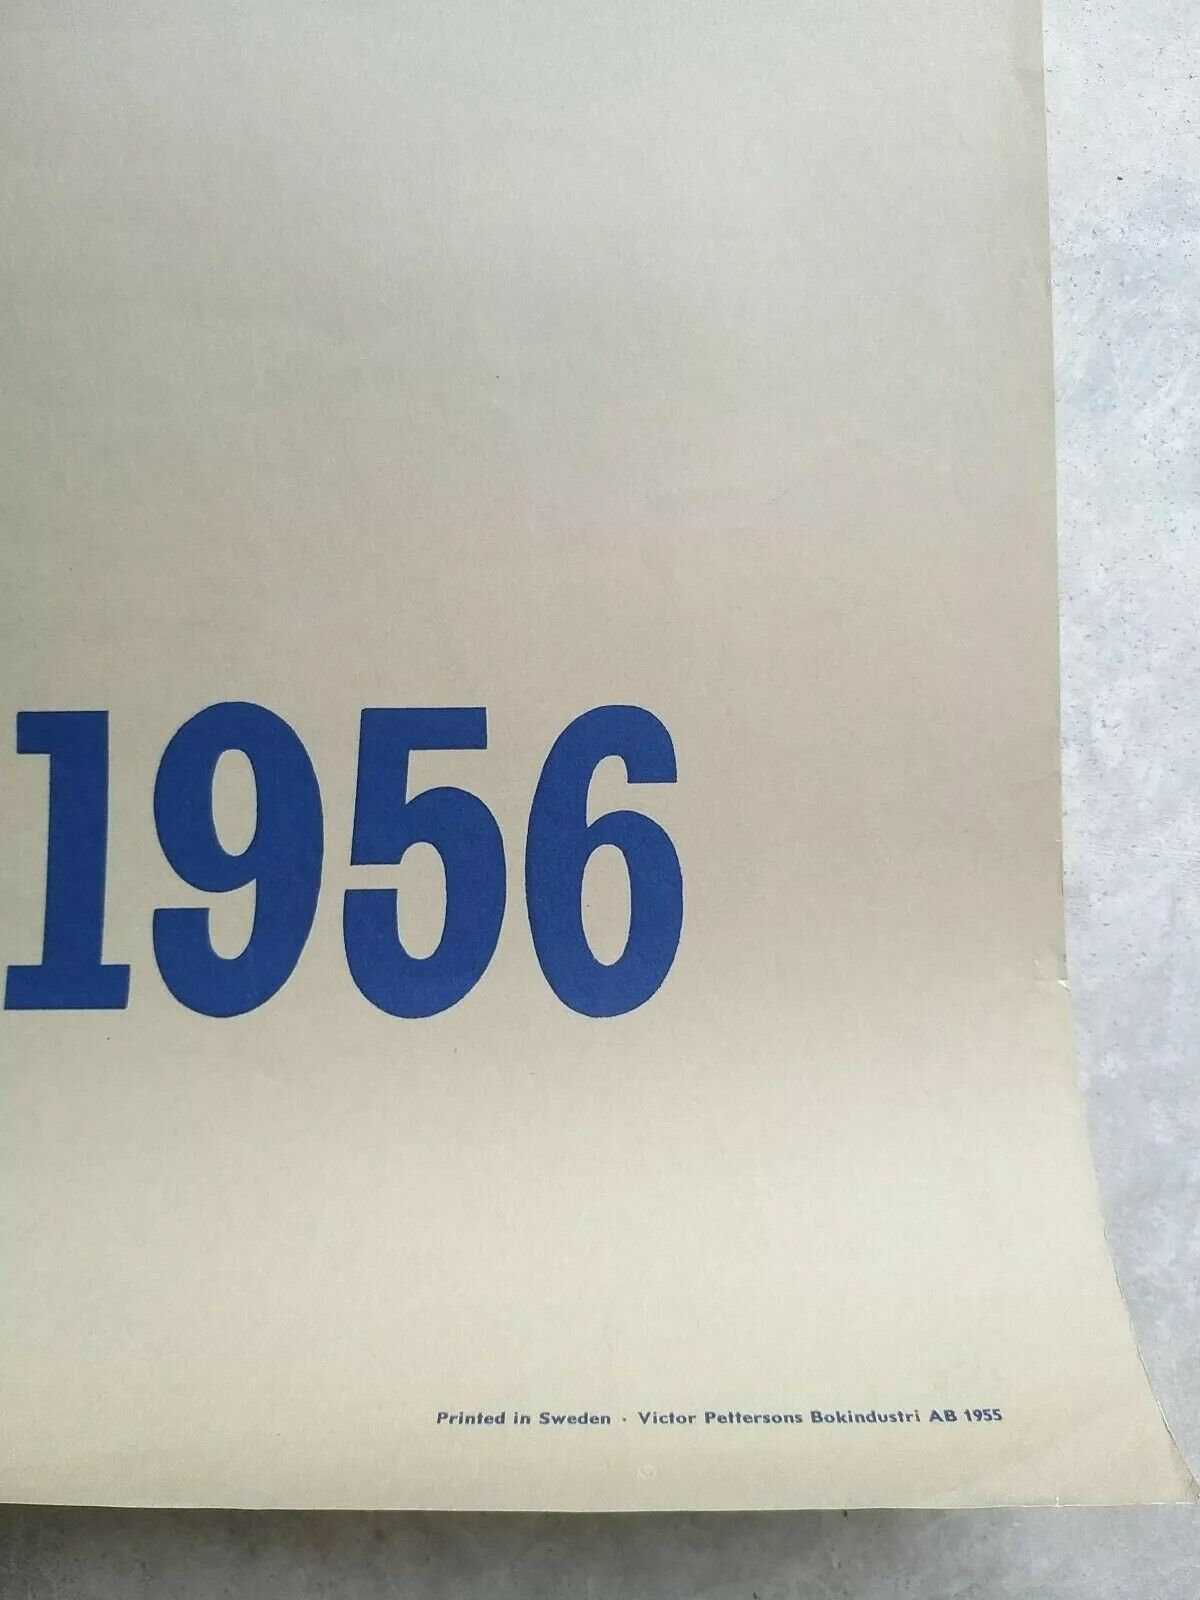 1956
Printed in Sweden · Victor Pettersons Bokindustri AB 1955